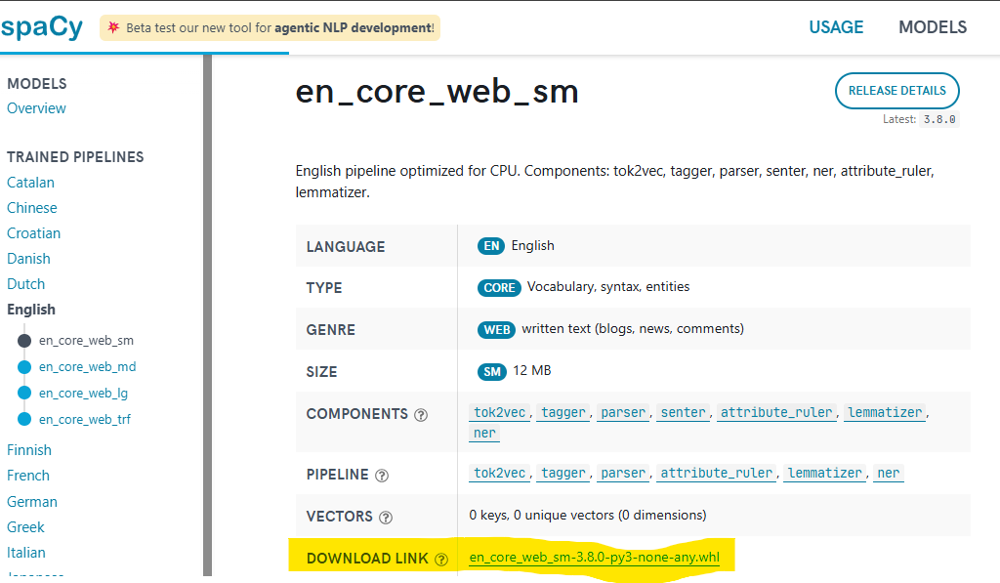 spaCy
Beta test our new tool for agentic NLP development!
USAGE
MODELS
MODELS
Overview
TRAINED PIPELINES
Catalan
Chinese
Croatian
Danish
Dutch
English
en_core_web_sm
en_core_web_md
en_core_web_lg
en_core_web_trf
Finnish
French
German
Greek
Italian
en_core_web_sm
RELEASE DETAILS
Latest: 3.8.0
English pipeline optimized for CPU. Components: tok2vec, tagger, parser, senter, ner, attribute_ruler,
lemmatizer.
LANGUAGE EN English
TYPE CORE Vocabulary, syntax, entities
GENRE WEB written text (blogs, news, comments)
SIZE SM 12 MB
COMPONENTS ? tok2vec, tagger, parser, senter, attribute_ruler, lemmatizer,
ner
PIPELINE ? tok2vec, tagger, parser, attribute_ruler, lemmatizer, ner
VECTORS ? 0 keys, 0 unique vectors (0 dimensions)
DOWNLOAD LINK ? en_core_web_sm-3.8.0-py3-none-any.whl